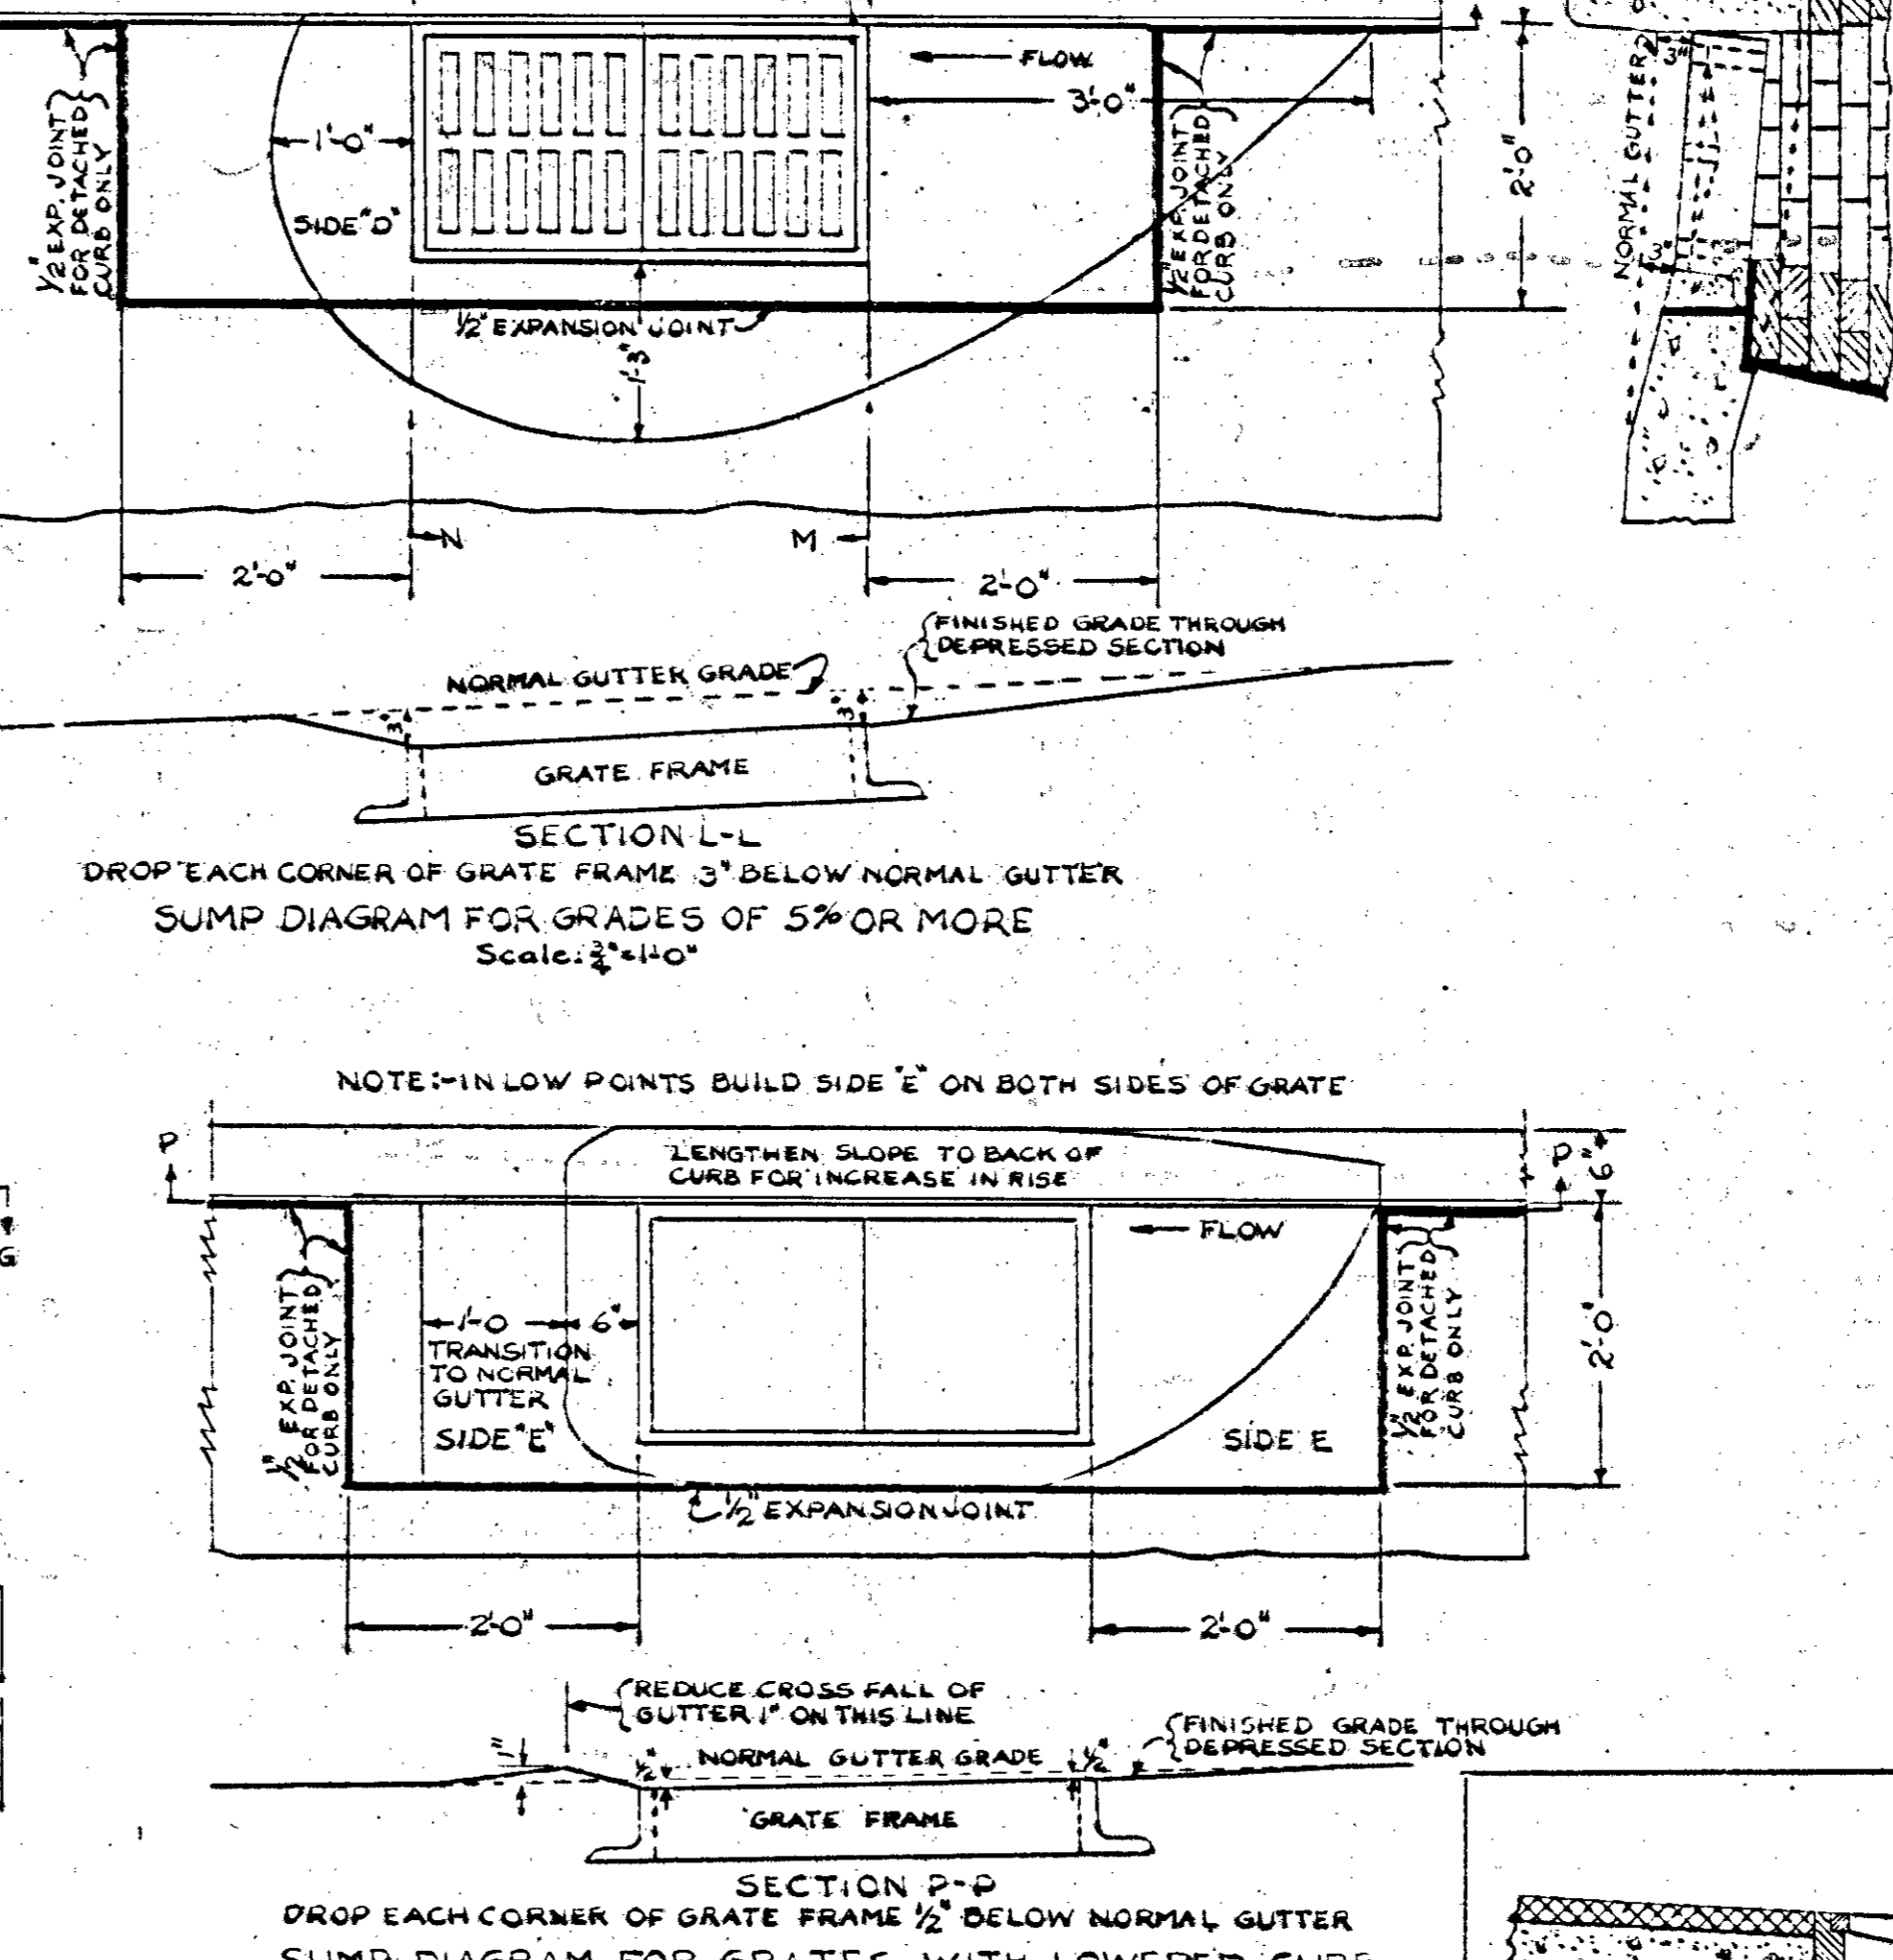 FLOW
3'-0"
1'-0"
SIDE "D"
½" EXP. JOINT
FOR DETACHED
CURB ONLY
½" EXP. JOINT
FOR DETACHED
CURB ONLY
2'-0"
NORMAL GUTTER
3"
3"
½" EXPANSION JOINT
1'-3"
N
M
2'-0"
2'-0"
FINISHED GRADE THROUGH
DEPRESSED SECTION
NORMAL GUTTER GRADE
3"
3"
GRATE FRAME
SECTION L-L
DROP EACH CORNER OF GRATE FRAME 3" BELOW NORMAL GUTTER
SUMP DIAGRAM FOR GRADES OF 5% OR MORE
Scale: ¾"=1'-0"
NOTE:-IN LOW POINTS BUILD SIDE "E" ON BOTH SIDES OF GRATE
P
LENGTHEN SLOPE TO BACK OF
CURB FOR INCREASE IN RISE
P
6"
FLOW
G
½" EXP. JOINT
FOR DETACHED
CURB ONLY
1'-0
6"
TRANSITION
TO NORMAL
GUTTER
SIDE "E"
SIDE E
½" EXP. JOINT
FOR DETACHED
CURB ONLY
2'-0"
½" EXPANSION JOINT
2'-0"
2'-0"
REDUCE CROSS FALL OF
GUTTER 1" ON THIS LINE
FINISHED GRADE THROUGH
DEPRESSED SECTION
1"
½"
NORMAL GUTTER GRADE
½"
GRATE FRAME
SECTION P-P
DROP EACH CORNER OF GRATE FRAME ½" BELOW NORMAL GUTTER
SUMP DIAGRAM FOR GRATES WITH LOWERED CURB